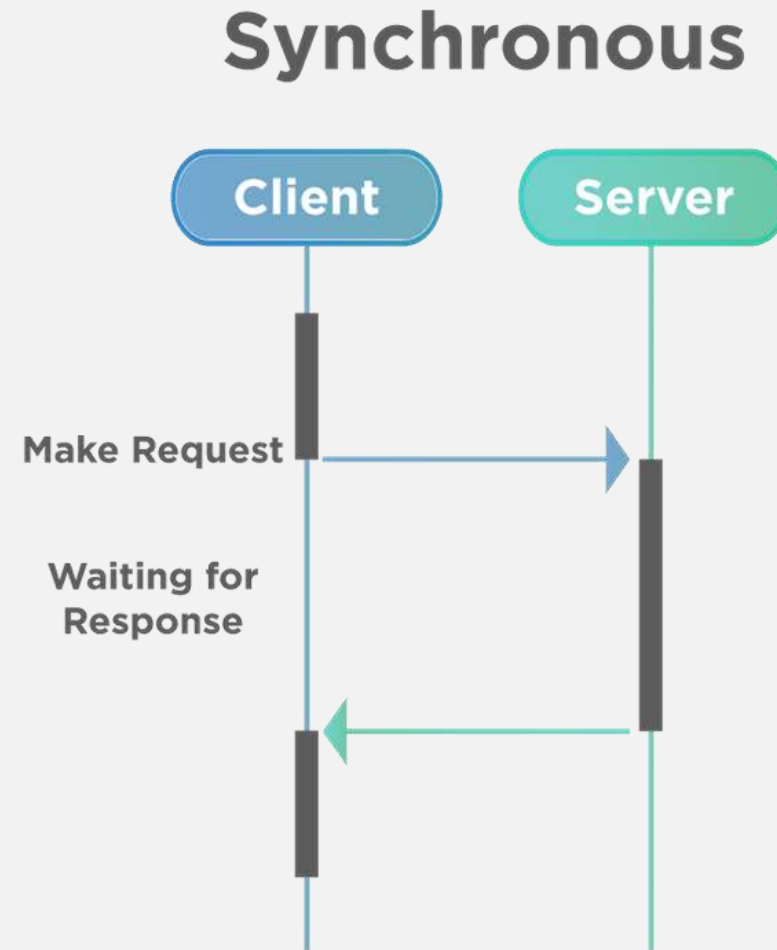 Synchronous
Client
Server
Make Request
Waiting for
Response